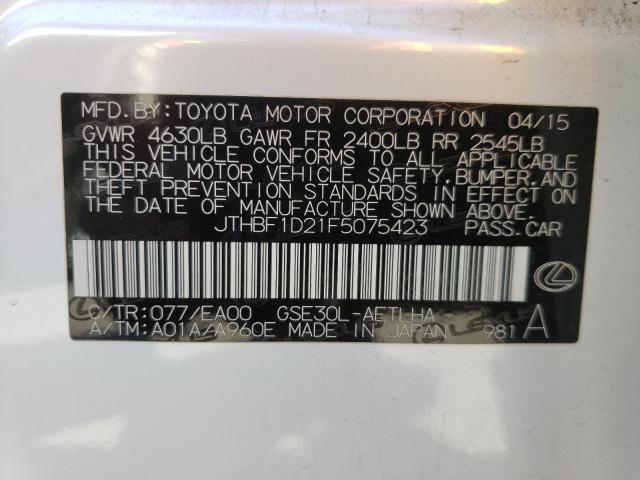 MFD.BY: TOYOTA MOTOR CORPORATION 04/15
GVWR 4630LB GAWR FR 2400LB RR 2545LB
THIS VEHICLE CONFORMS TO ALL APPLICABLE
FEDERAL MOTOR VEHICLE SAFETY, BUMPER, AND
THEFT PREVENTION STANDARDS IN EFFECT ON
THE DATE OF MANUFACTURE SHOWN ABOVE.
JTHBF1D21F5075423 PASS.CAR
C/TR: 077/EA00 GSE30L-AETLHA
A/TM: A01A/A960E MADE IN JAPAN 981 A